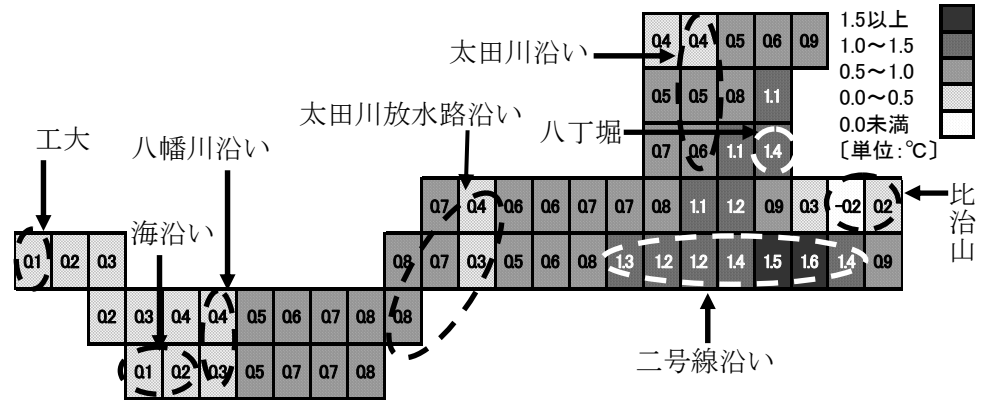 1.5以上
1.0～1.5
0.5～1.0
0.0～0.5
0.0未満
〔単位:℃〕
太田川沿い
太田川放水路沿い
八丁堀
工大
八幡川沿い
海沿い
比治山
二号線沿い
0.4 0.4 0.5 0.6 0.9
0.5 0.5 0.8 1.1
0.7 0.6 1.1 1.4
0.7 0.4 0.6 0.6 0.7 0.7 0.8 1.1 1.2 0.9 0.3 -0.2 0.2
0.1 0.2 0.3 0.8 0.7 0.3 0.5 0.6 0.8 1.3 1.2 1.2 1.4 1.5 1.6 1.4 0.9
0.2 0.3 0.4 0.4 0.5 0.6 0.7 0.8 0.8
0.1 0.2 0.3 0.5 0.7 0.7 0.8